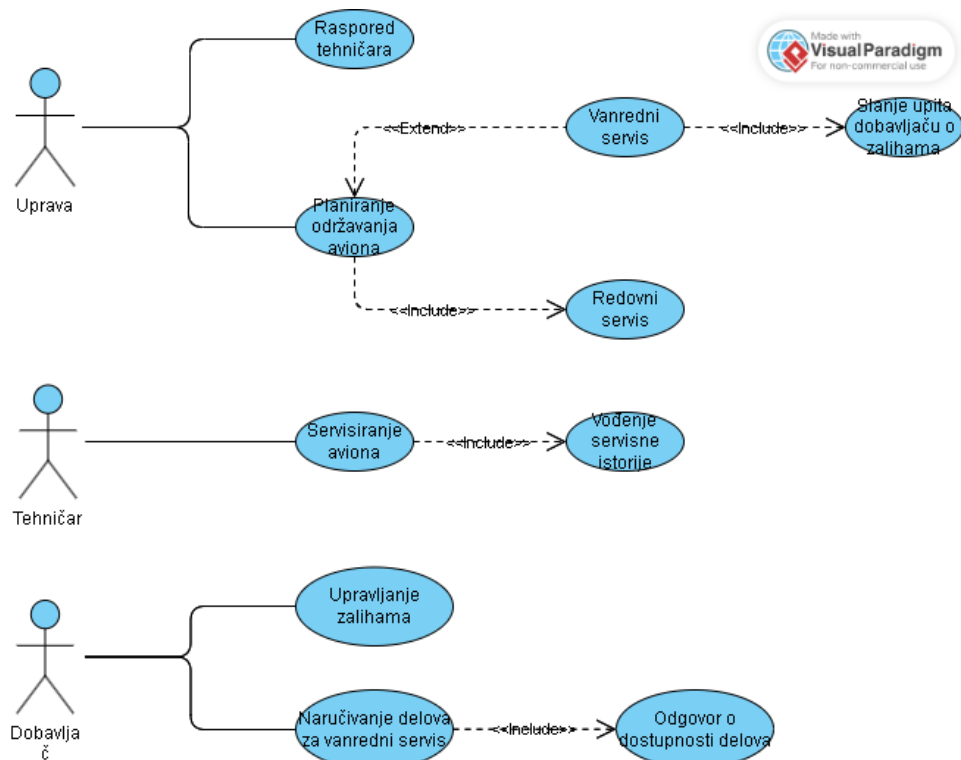 Raspored
tehničara
Made with
Visual Paradigm
For non-commercial use
Uprava
<<Extend>>
Vanredni
servis
<<Include>>
Slanje upita
dobavljaču o
zalihama
Planiranje
održavanja
aviona
<<Include>>
Redovni
servis
Tehničar
Servisiranje
aviona
<<Include>>
Vođenje
servisne
istorije
Upravljanje
zalihama
Dobavlja
č
Naručivanje delova
za vanredni servis
<<Include>>
Odgovor o
dostupnosti delova